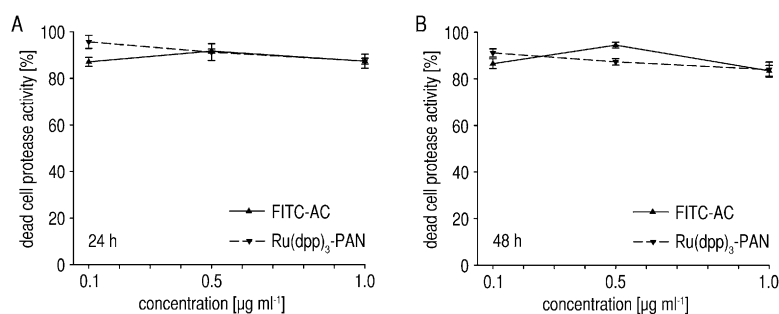 A
dead cell protease activity [%]
100
80
60
40
20
0
FITC-AC
Ru(dpp)₃-PAN
24 h
0.1
0.5
1.0
concentration [µg ml⁻¹]
B
dead cell protease activity [%]
100
80
60
40
20
0
FITC-AC
Ru(dpp)₃-PAN
48 h
0.1
0.5
1.0
concentration [µg ml⁻¹]